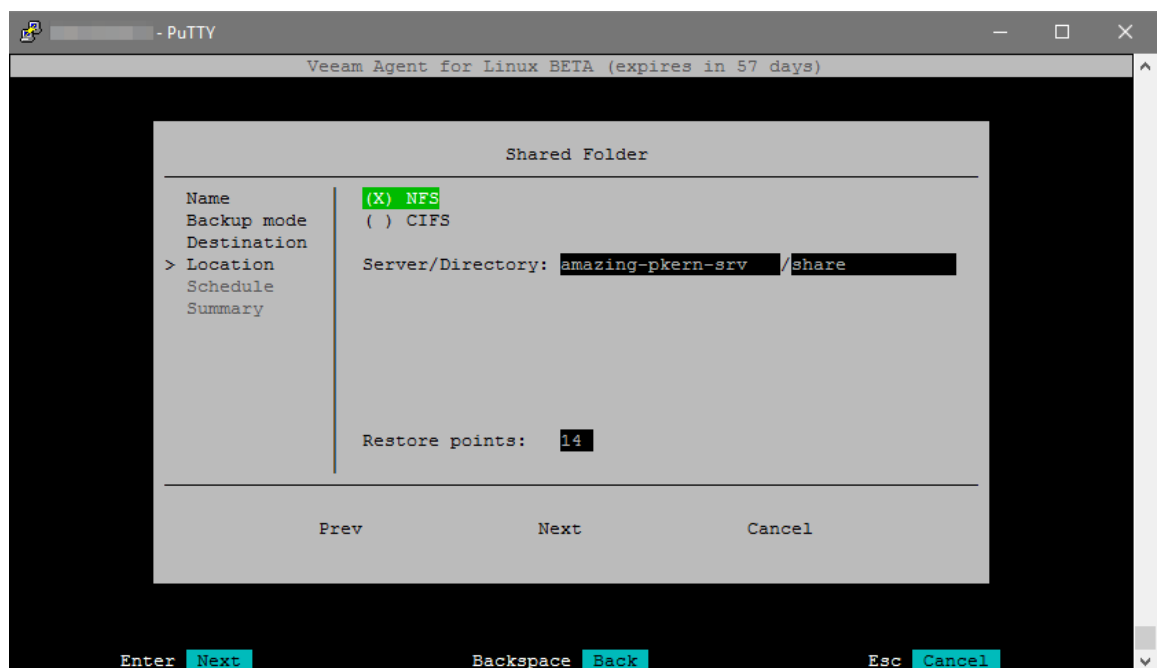 - PuTTY
Veeam Agent for Linux BETA (expires in 57 days)
Shared Folder
Name
Backup mode
Destination
> Location
Schedule
Summary
(X) NFS
( ) CIFS
Server/Directory: amazing-pkern-srv /share
Restore points: 14
Prev Next Cancel
Enter Next Backspace Back Esc Cancel